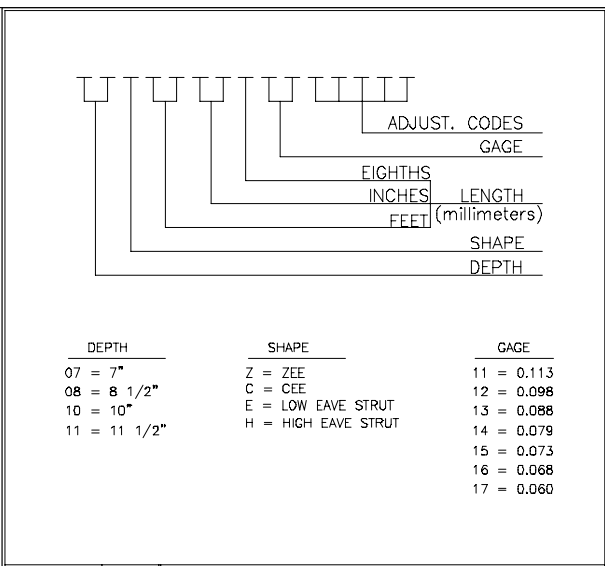 ADJUST. CODES
GAGE
EIGHTHS
INCHES LENGTH
(millimeters)
FEET
SHAPE
DEPTH
DEPTH
07 = 7"
08 = 8 1/2"
10 = 10"
11 = 11 1/2"
SHAPE
Z = ZEE
C = CEE
E = LOW EAVE STRUT
H = HIGH EAVE STRUT
GAGE
11 = 0.113
12 = 0.098
13 = 0.088
14 = 0.079
15 = 0.073
16 = 0.068
17 = 0.060